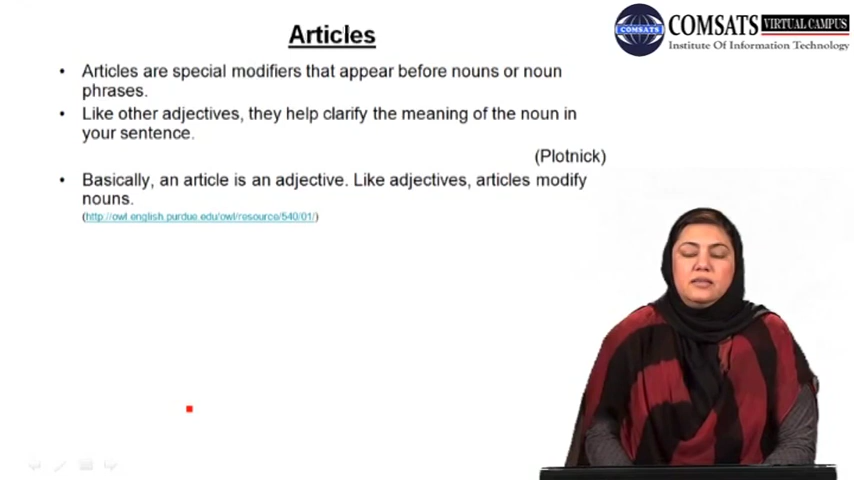 Articles
COMSATS
COMSATS VIRTUAL CAMPUS
Institute Of Information Technology
• Articles are special modifiers that appear before nouns or noun
phrases.
• Like other adjectives, they help clarify the meaning of the noun in
your sentence.
(Plotnick)
• Basically, an article is an adjective. Like adjectives, articles modify
nouns.
(http://owl.english.purdue.edu/owl/resource/540/01/)